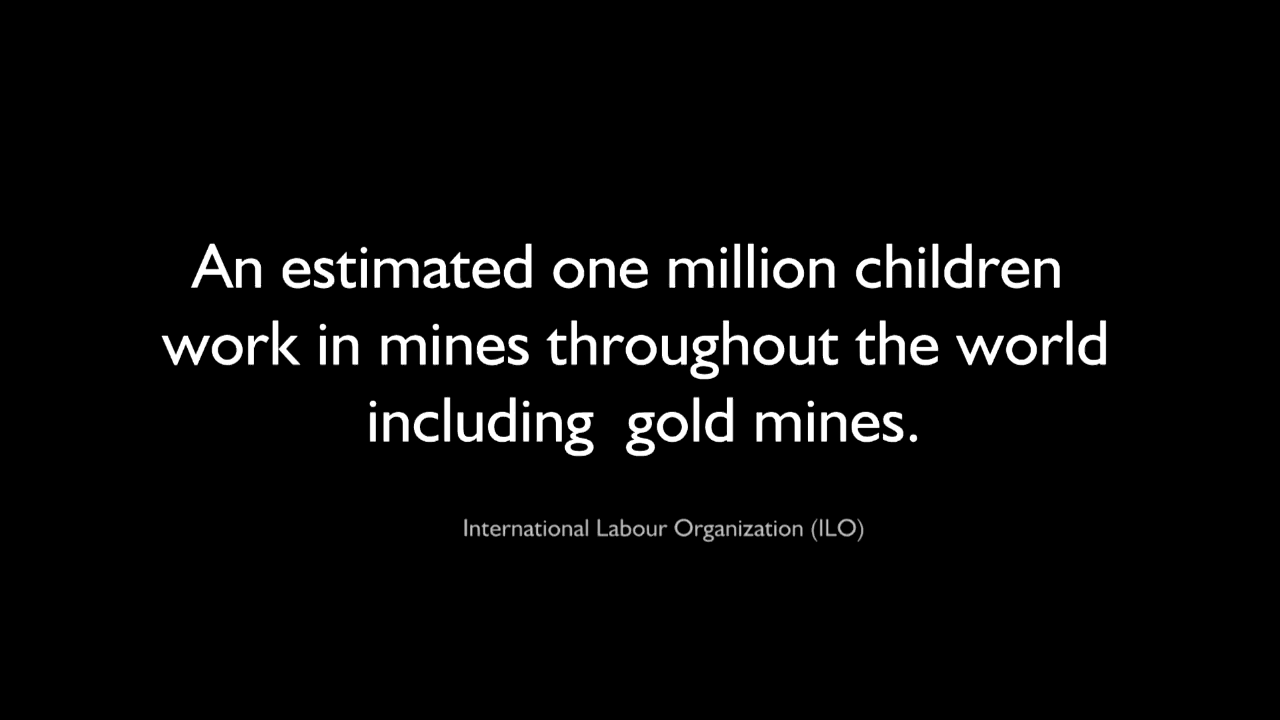 An estimated one million children
work in mines throughout the world
including  gold mines.
International Labour Organization (ILO)